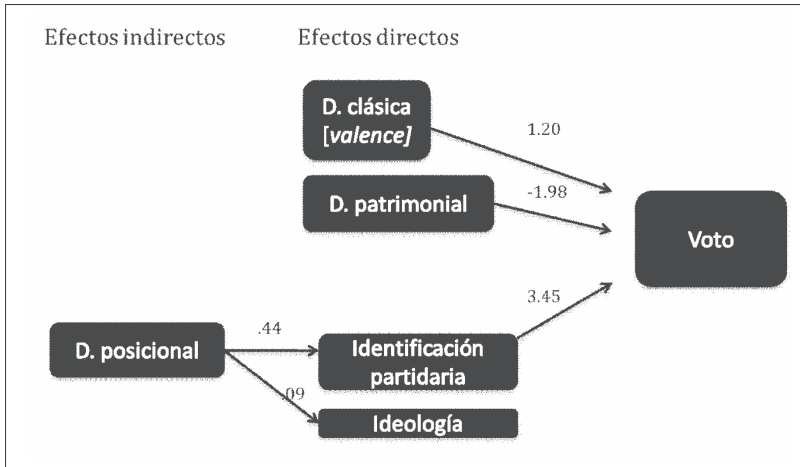 Efectos indirectos
Efectos directos
D. clásica
[valence]
1.20
D. patrimonial
-1.98
Voto
3.45
D. posicional
.44
Identificación
partidaria
.09
Ideología